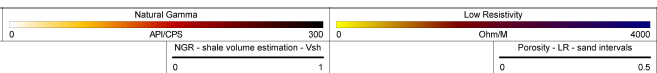 Natural Gamma Low Resistivity
0 API/CPS 300 0 Ohm/M 4000
NGR - shale volume estimation - Vsh Porosity - LR - sand intervals
0 1 0 0.5